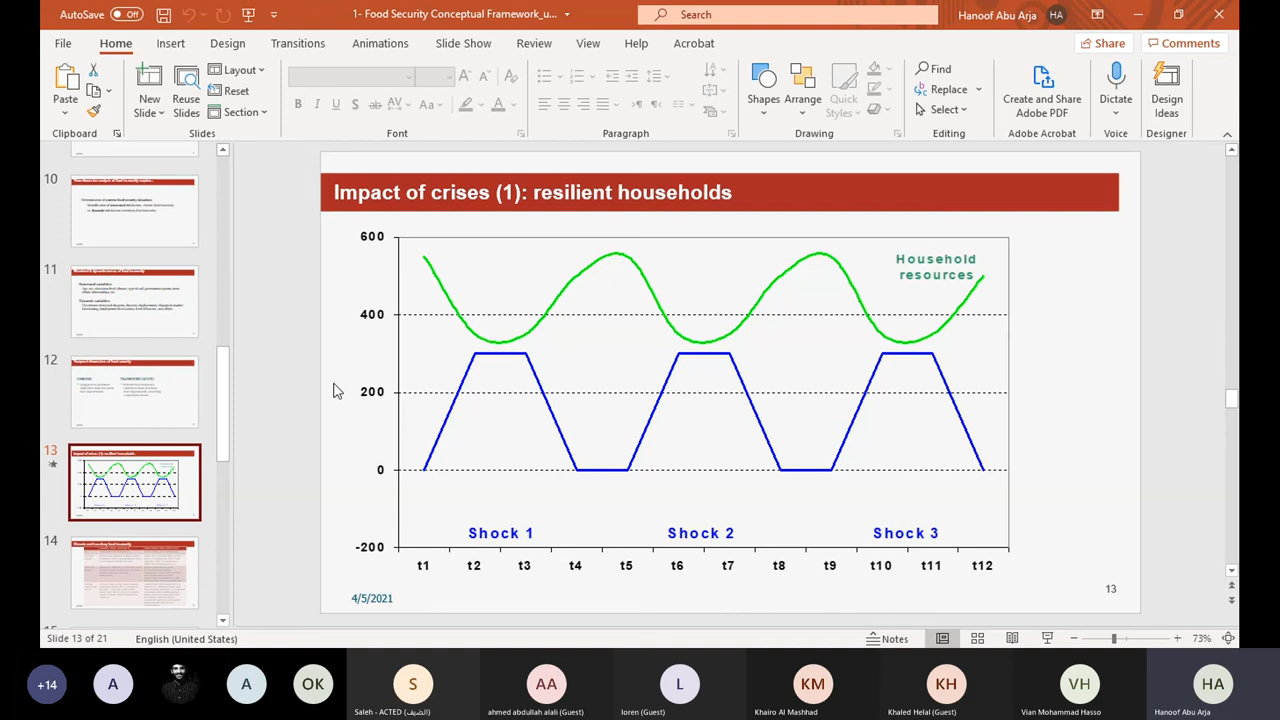 AutoSave Off
1- Food Security Conceptual Framework_u...
Search
Hanoof Abu Arja HA
File Home Insert Design Transitions Animations Slide Show Review View Help Acrobat
Share Comments
Paste
New Slides
Reuse Slides
Layout
Reset
Section
Shapes
Arrange
Quick Styles
Find
Replace
Select
Create and Share Adobe PDF
Dictate
Design Ideas
Clipboard Slides Font Paragraph Drawing Editing Adobe Acrobat Voice Designer
10
11
12
13
14
Impact of crises (1): resilient households
600
400
200
0
-200
Household
resources
Shock 1 Shock 2 Shock 3
t1 t2 t3 t4 t5 t6 t7 t8 t9 t10 t11 t12
4/5/2021
13
Slide 13 of 21 English (United States)
Notes
73%
+14 A A OK S AA L KM KH VH HA
Saleh - ACTED (الضيف)
ahmed abdullah alali (Guest)
loren (Guest)
Khairo Al Mashhad
Khaled Helal (Guest)
Vian Mohammad Hasso
Hanoof Abu Arja